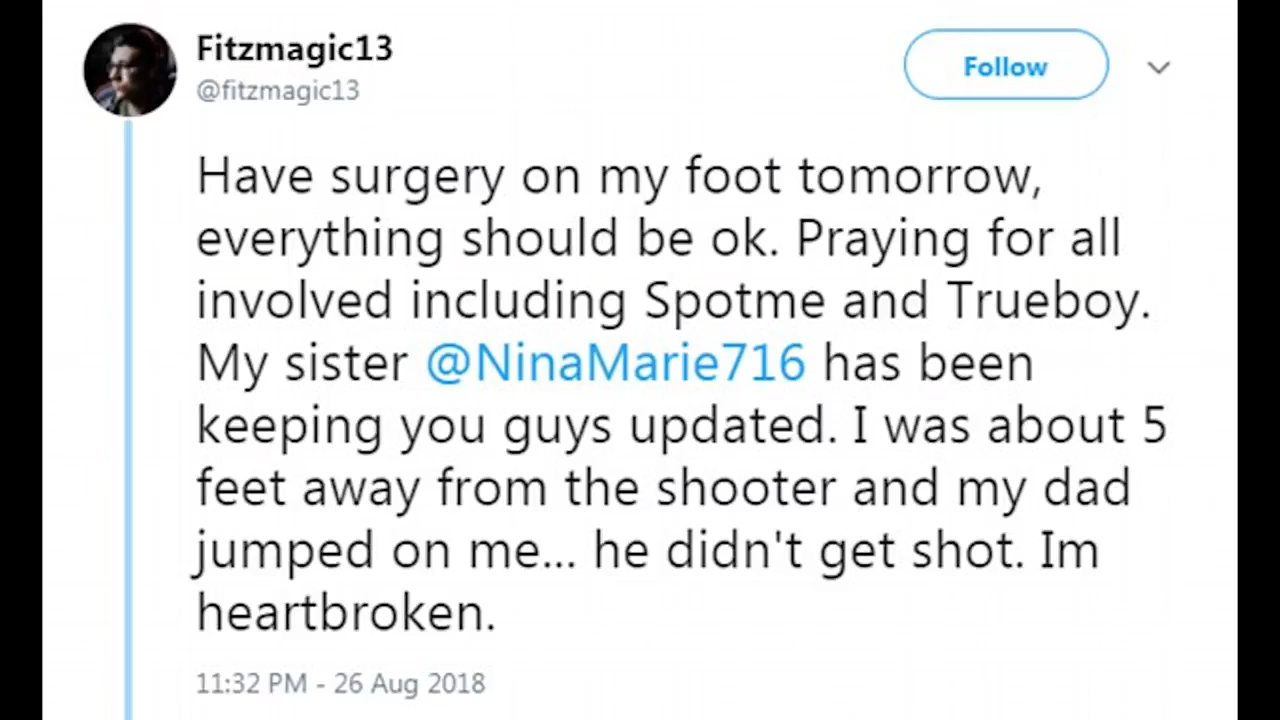 Fitzmagic13
@fitzmagic13
Follow
Have surgery on my foot tomorrow,
everything should be ok. Praying for all
involved including Spotme and Trueboy.
My sister @NinaMarie716 has been
keeping you guys updated. I was about 5
feet away from the shooter and my dad
jumped on me... he didn't get shot. Im
heartbroken.
11:32 PM - 26 Aug 2018